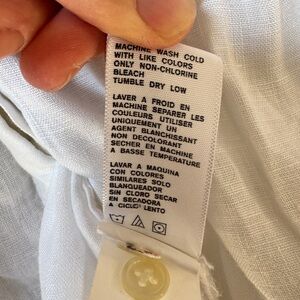 MACHINE WASH COLD
WITH LIKE COLORS
ONLY NON-CHLORINE
BLEACH
TUMBLE DRY LOW
LAVER A FROID EN
MACHINE SEPARER LES
COULEURS UTILISER
UNIQUEMENT UN
AGENT BLANCHISSANT
NON DECOLORANT
SECHER EN MACHINE
A BASSE TEMPERATURE
LAVAR A MAQUINA
CON COLORES
SIMILARES SOLO
BLANQUEADOR
SIN CLORO SECAR
EN SECADORA
A CICLO LENTO